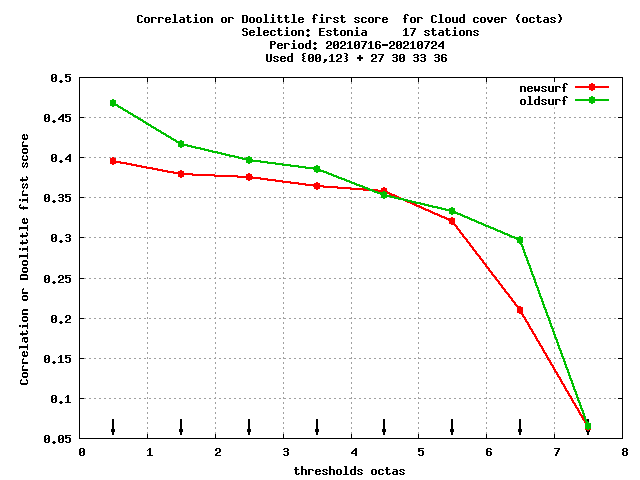 Correlation or Doolittle first score  for Cloud cover (octas)
Selection: Estonia     17 stations
Period: 20210716-20210724
Used {00,12} + 27 30 33 36
newsurf
oldsurf
Correlation or Doolittle first score
0.5
0.45
0.4
0.35
0.3
0.25
0.2
0.15
0.1
0.05
0 1 2 3 4 5 6 7 8
thresholds octas